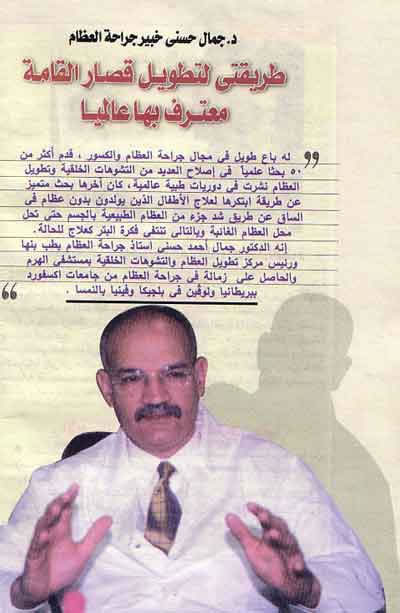 د. جمال حسنى خبير جراحة العظام
طريقتى لتطويل قصار القامة
معترف بها عالميا
" له باع طويل فى مجال جراحة العظام والكسور ، قدم أكثر من
٥٠ بحثا علميا فى إصلاح العديد من التشوهات الخلقية وتطويل
العظام نشرت فى دوريات طبية عالمية، كان أخرها بحث متميز
عن طريقة ابتكرها لعلاج الأطفال الذين يولدون بدون عظام فى
الساق عن طريق شد جزء من العظام الطبيعية بالجسم حتى تحل
محل العظام الغائبة وبالتالى تنتفى فكرة البتر كعلاج للحالة.
إنه الدكتور جمال أحمد حسنى استاذ جراحة العظام بطب بنها
ورئيس مركز تطويل العظام والتشوهات الخلقية بمستشفى الهرم
والحاصل على زمالة فى جراحة العظام من جامعات اكسفورد
ببريطانيا ولوفين فى بلجيكا وفيينيا بالنمسا . "